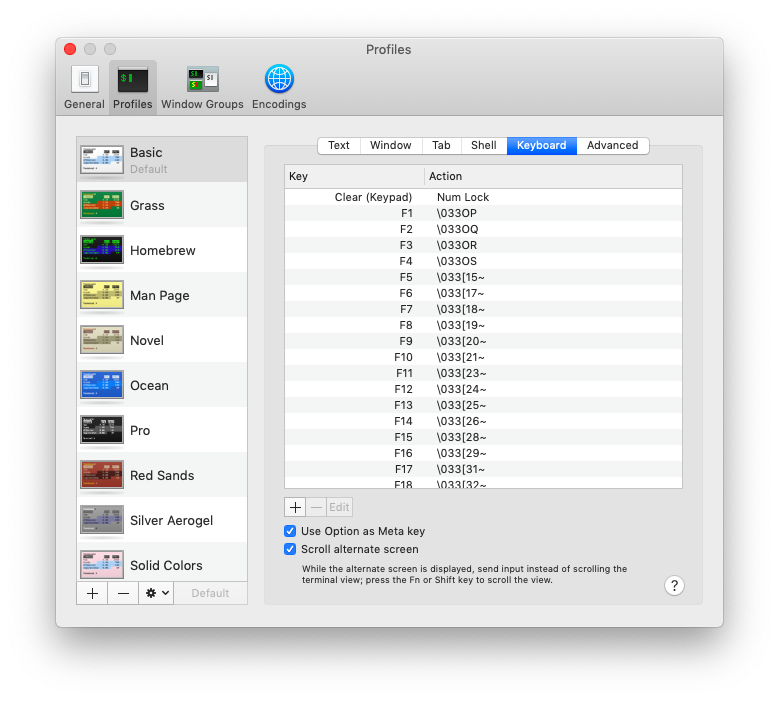 Profiles
General Profiles Window Groups Encodings
Basic
Default
Grass
Homebrew
Man Page
Novel
Ocean
Pro
Red Sands
Silver Aerogel
Solid Colors
+ − Default
Text Window Tab Shell Keyboard Advanced
Key Action
Clear (Keypad) Num Lock
F1 \033OP
F2 \033OQ
F3 \033OR
F4 \033OS
F5 \033[15~
F6 \033[17~
F7 \033[18~
F8 \033[19~
F9 \033[20~
F10 \033[21~
F11 \033[23~
F12 \033[24~
F13 \033[25~
F14 \033[26~
F15 \033[28~
F16 \033[29~
F17 \033[31~
F18 \033[32~
+ − Edit
Use Option as Meta key
Scroll alternate screen
While the alternate screen is displayed, send input instead of scrolling the
terminal view; press the Fn or Shift key to scroll the view.
?